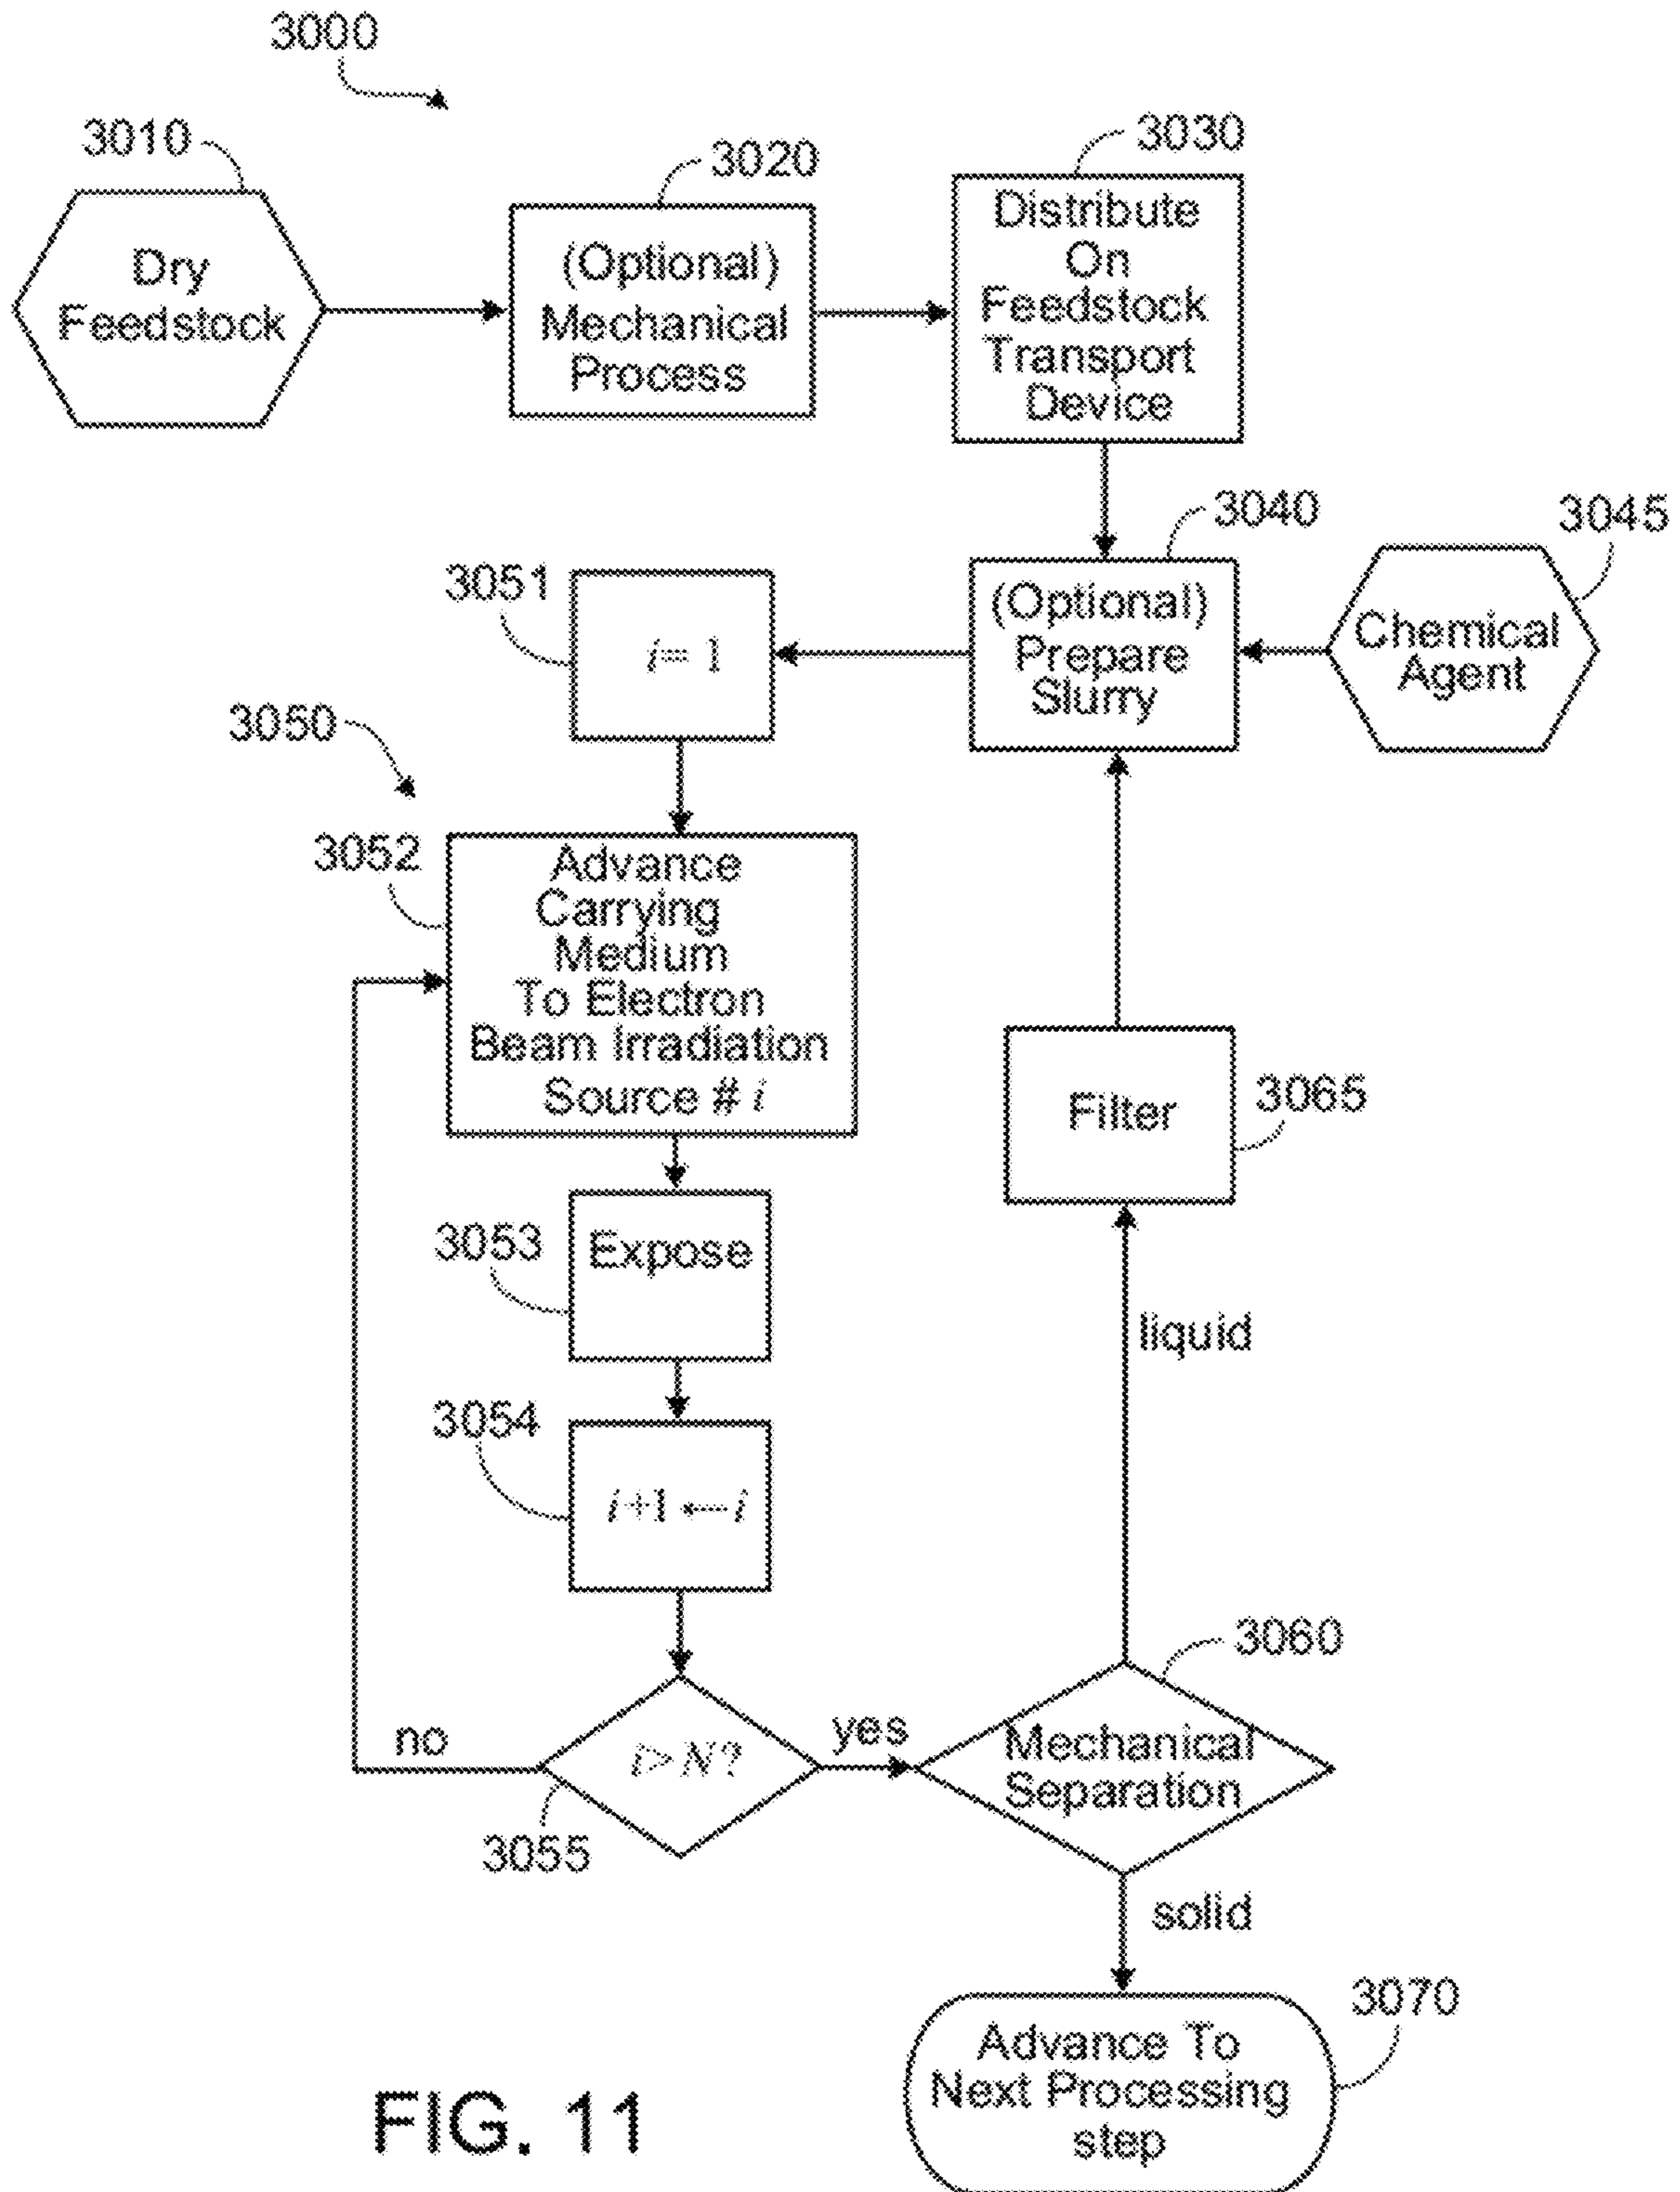 3000
3010
Dry
Feedstock
3020
(Optional)
Mechanical
Process
3030
Distribute
On
Feedstock
Transport
Device
3040
(Optional)
Prepare
Slurry
3045
Chemical
Agent
3051
i= 1
3050
3052
Advance
Carrying
Medium
To Electron
Beam Irradiation
Source # i
3053
Expose
3054
i+1 ← i
3055
i> N?
no
yes
3060
Mechanical
Separation
liquid
Filter
3065
solid
3070
Advance To
Next Processing
step
FIG. 11